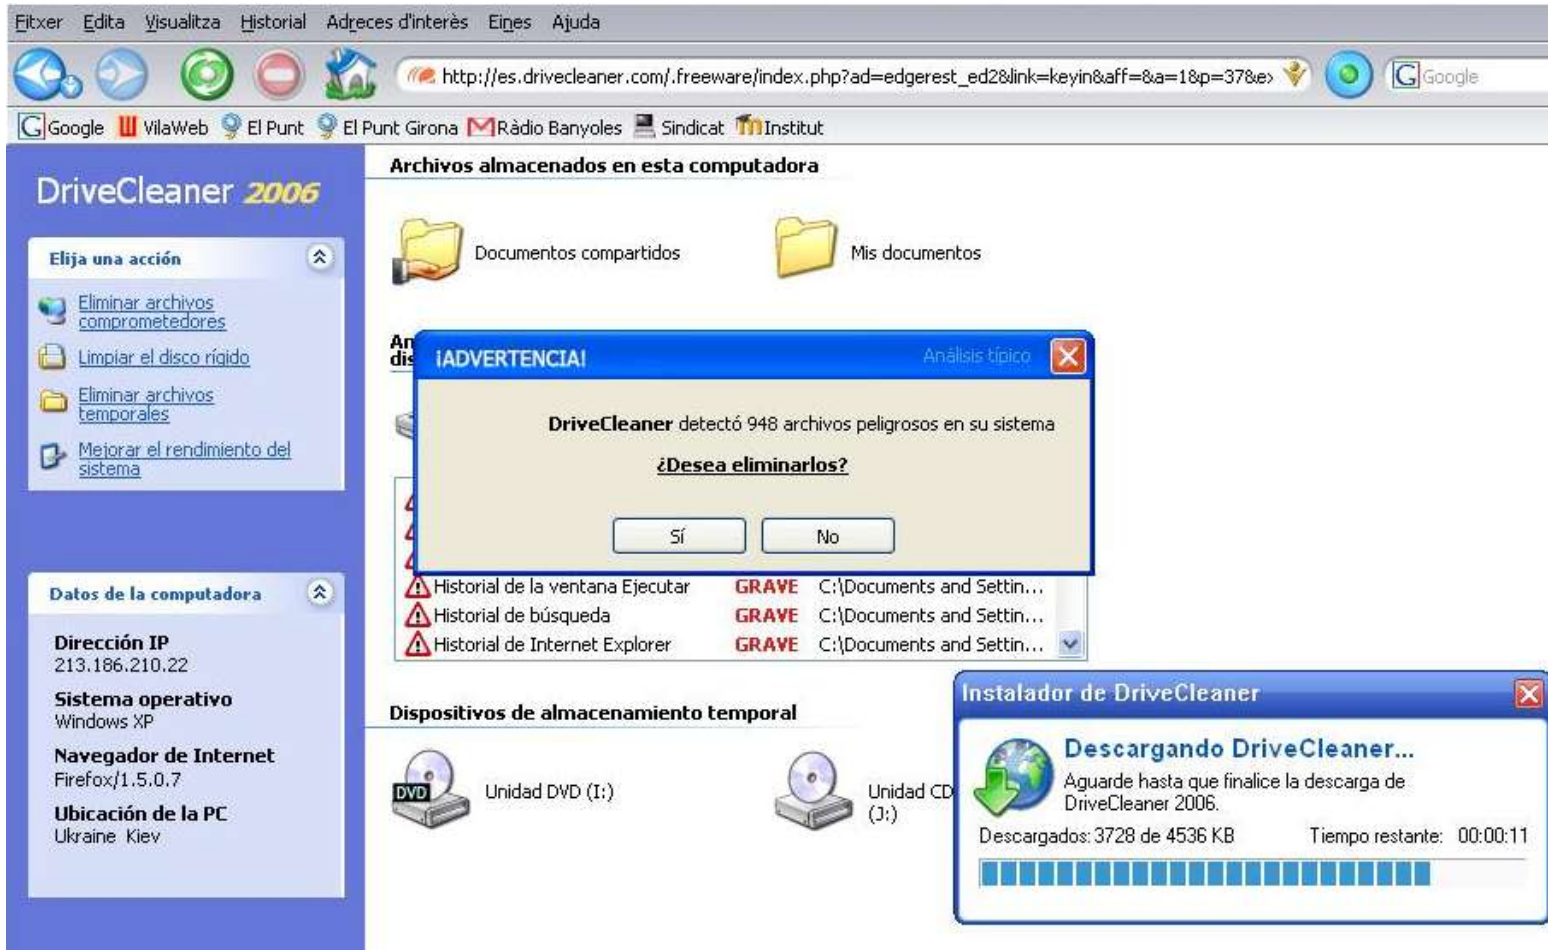 Fitxer Edita Visualitza Historial Adreces d'interès Eines Ajuda
http://es.drivecleaner.com/.freeware/index.php?ad=edgerest_ed2&link=keyin&aff=&a=1&p=37&e
Google
Google VilaWeb El Punt El Punt Girona Ràdio Banyoles Sindicat Institut
DriveCleaner 2006
Elija una acción
Eliminar archivos
comprometedores
Limpiar el disco rígido
Eliminar archivos
temporales
Mejorar el rendimiento del
sistema
Datos de la computadora
Dirección IP
213.186.210.22
Sistema operativo
Windows XP
Navegador de Internet
Firefox/1.5.0.7
Ubicación de la PC
Ukraine Kiev
Archivos almacenados en esta computadora
Documentos compartidos
Mis documentos
An
dis
¡ADVERTENCIA!
Análisis típico
DriveCleaner detectó 948 archivos peligrosos en su sistema
¿Desea eliminarlos?
Sí
No
Historial de la ventana Ejecutar GRAVE C:\Documents and Settin...
Historial de búsqueda GRAVE C:\Documents and Settin...
Historial de Internet Explorer GRAVE C:\Documents and Settin...
Dispositivos de almacenamiento temporal
DVD
Unidad DVD (I:)
Unidad CD
(J:)
Instalador de DriveCleaner
Descargando DriveCleaner...
Aguarde hasta que finalice la descarga de
DriveCleaner 2006.
Descargados: 3728 de 4536 KB Tiempo restante: 00:00:11